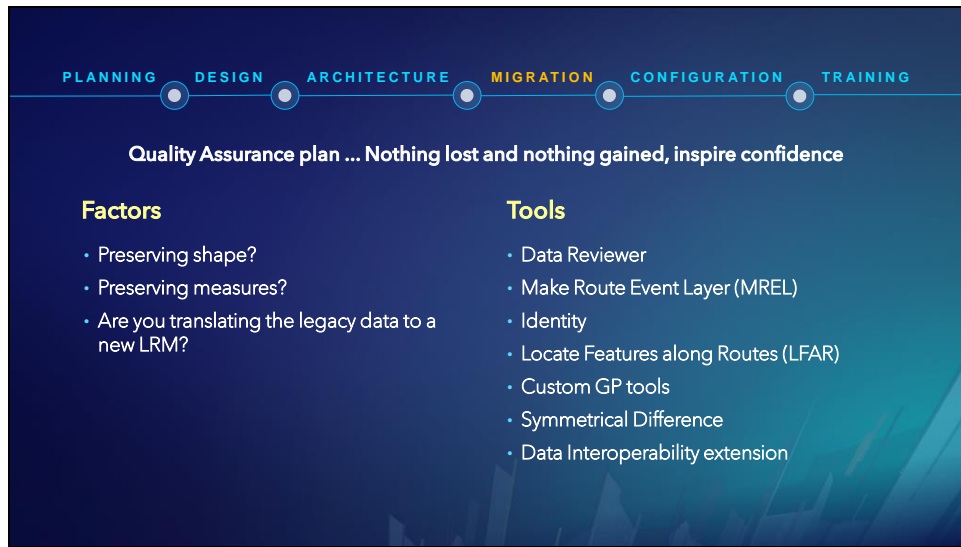 PLANNING DESIGN ARCHITECTURE MIGRATION CONFIGURATION TRAINING
Quality Assurance plan ... Nothing lost and nothing gained, inspire confidence
Factors
• Preserving shape?
• Preserving measures?
• Are you translating the legacy data to a
new LRM?
Tools
• Data Reviewer
• Make Route Event Layer (MREL)
• Identity
• Locate Features along Routes (LFAR)
• Custom GP tools
• Symmetrical Difference
• Data Interoperability extension